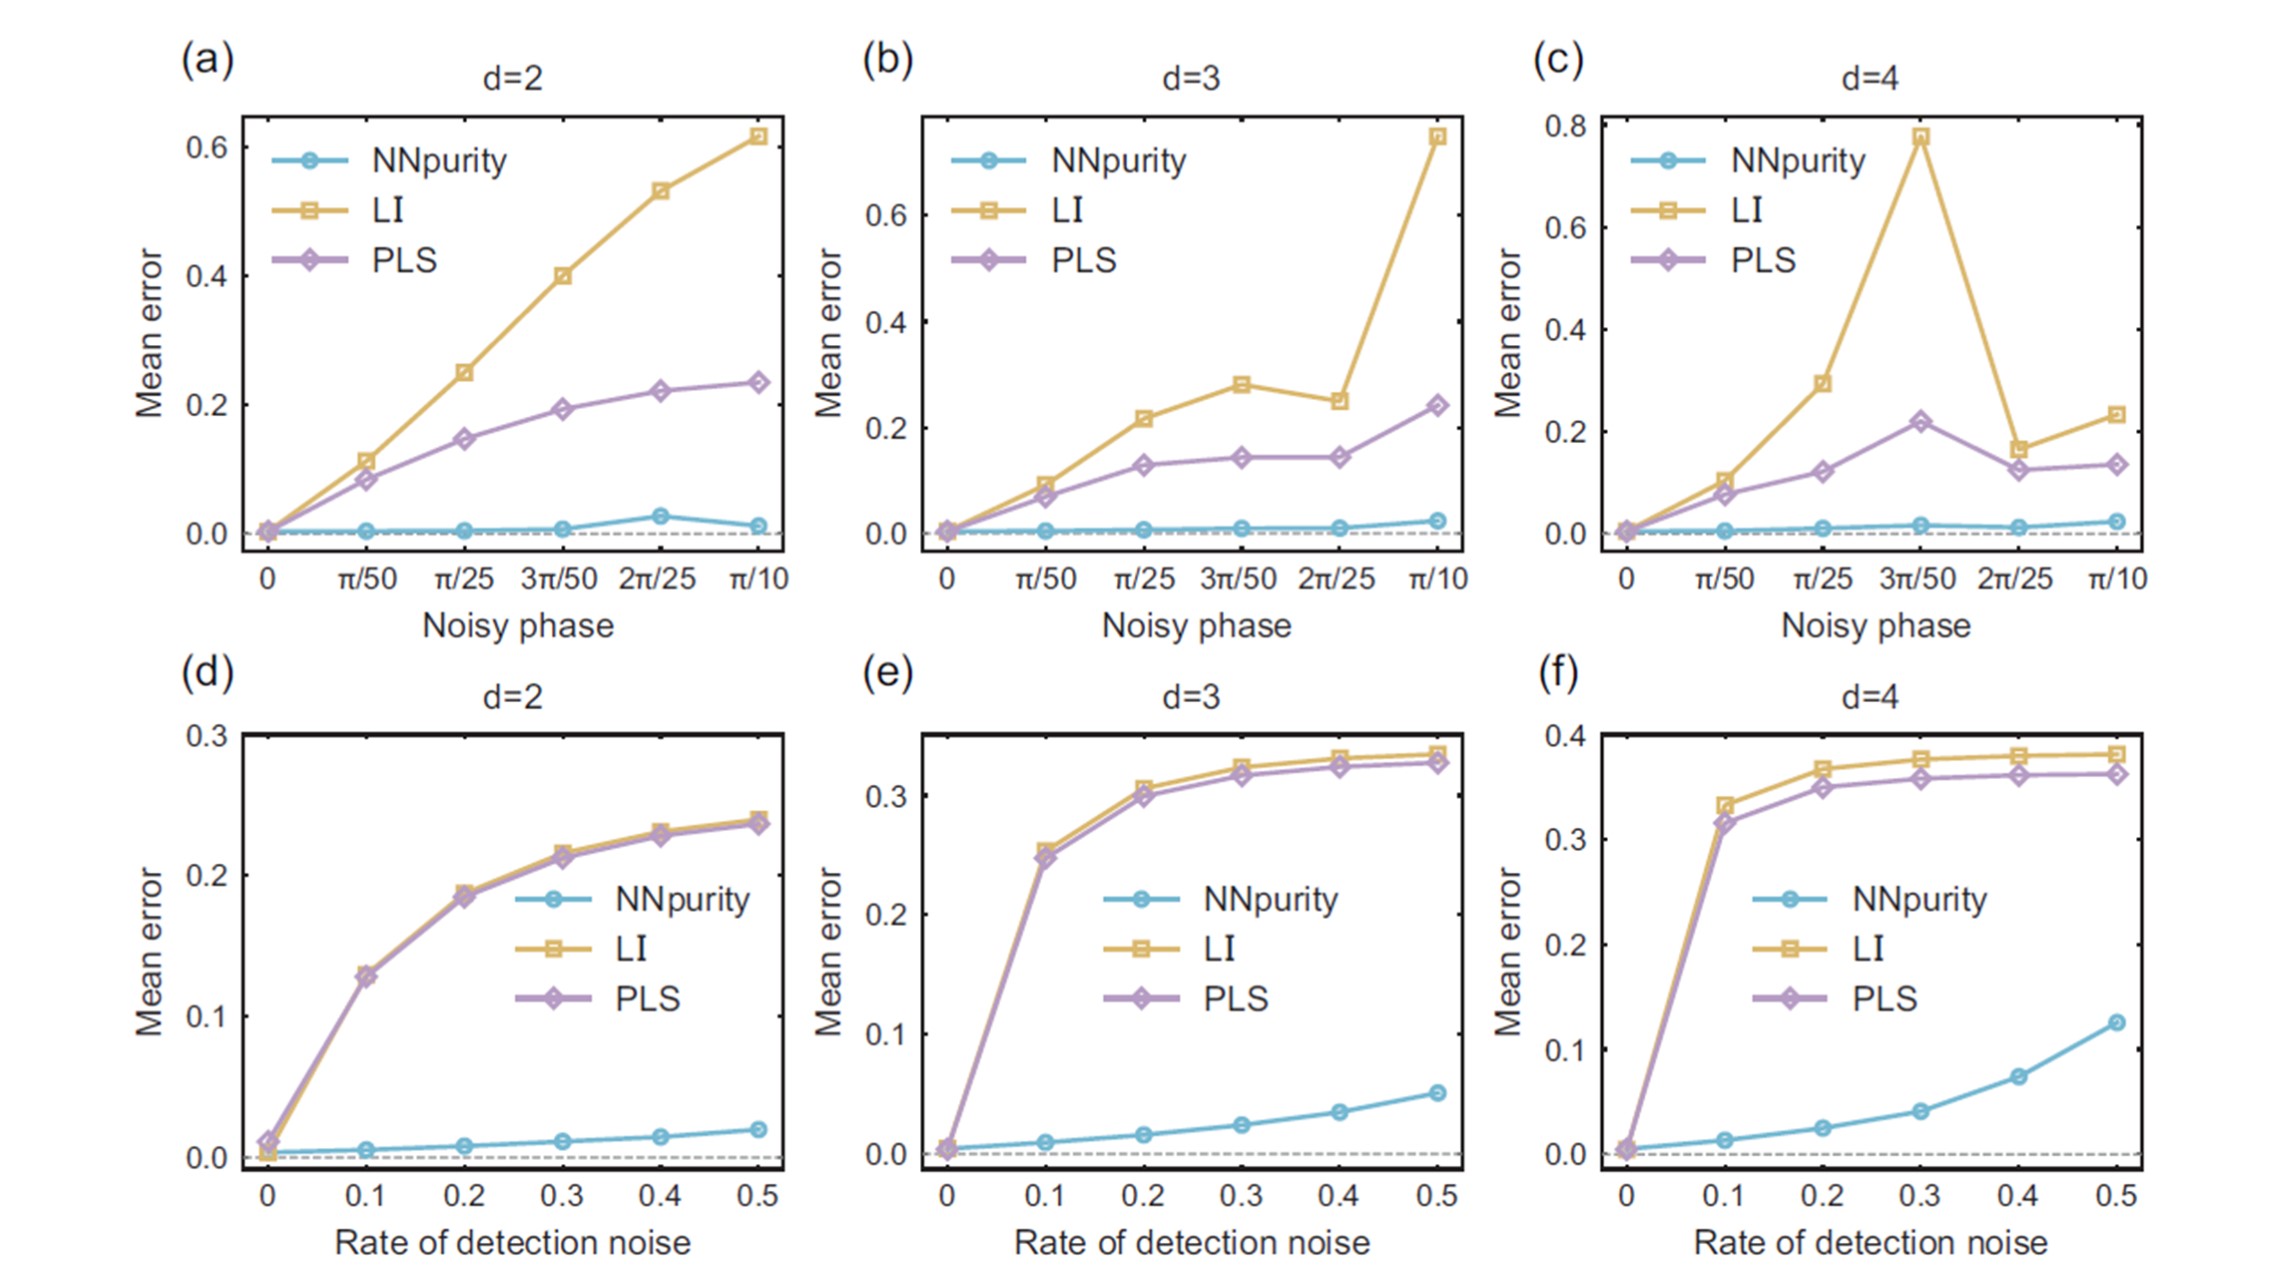 (a)
d=2
0.6
0.4
0.2
0.0
Mean error
NNpurity
LI
PLS
0 π/50 π/25 3π/50 2π/25 π/10
Noisy phase
(b)
d=3
0.6
0.4
0.2
0.0
Mean error
NNpurity
LI
PLS
0 π/50 π/25 3π/50 2π/25 π/10
Noisy phase
(c)
d=4
0.8
0.6
0.4
0.2
0.0
Mean error
NNpurity
LI
PLS
0 π/50 π/25 3π/50 2π/25 π/10
Noisy phase
(d)
d=2
0.3
0.2
0.1
0.0
Mean error
NNpurity
LI
PLS
0 0.1 0.2 0.3 0.4 0.5
Rate of detection noise
(e)
d=3
0.3
0.2
0.1
0.0
Mean error
NNpurity
LI
PLS
0 0.1 0.2 0.3 0.4 0.5
Rate of detection noise
(f)
d=4
0.4
0.3
0.2
0.1
0.0
Mean error
NNpurity
LI
PLS
0 0.1 0.2 0.3 0.4 0.5
Rate of detection noise